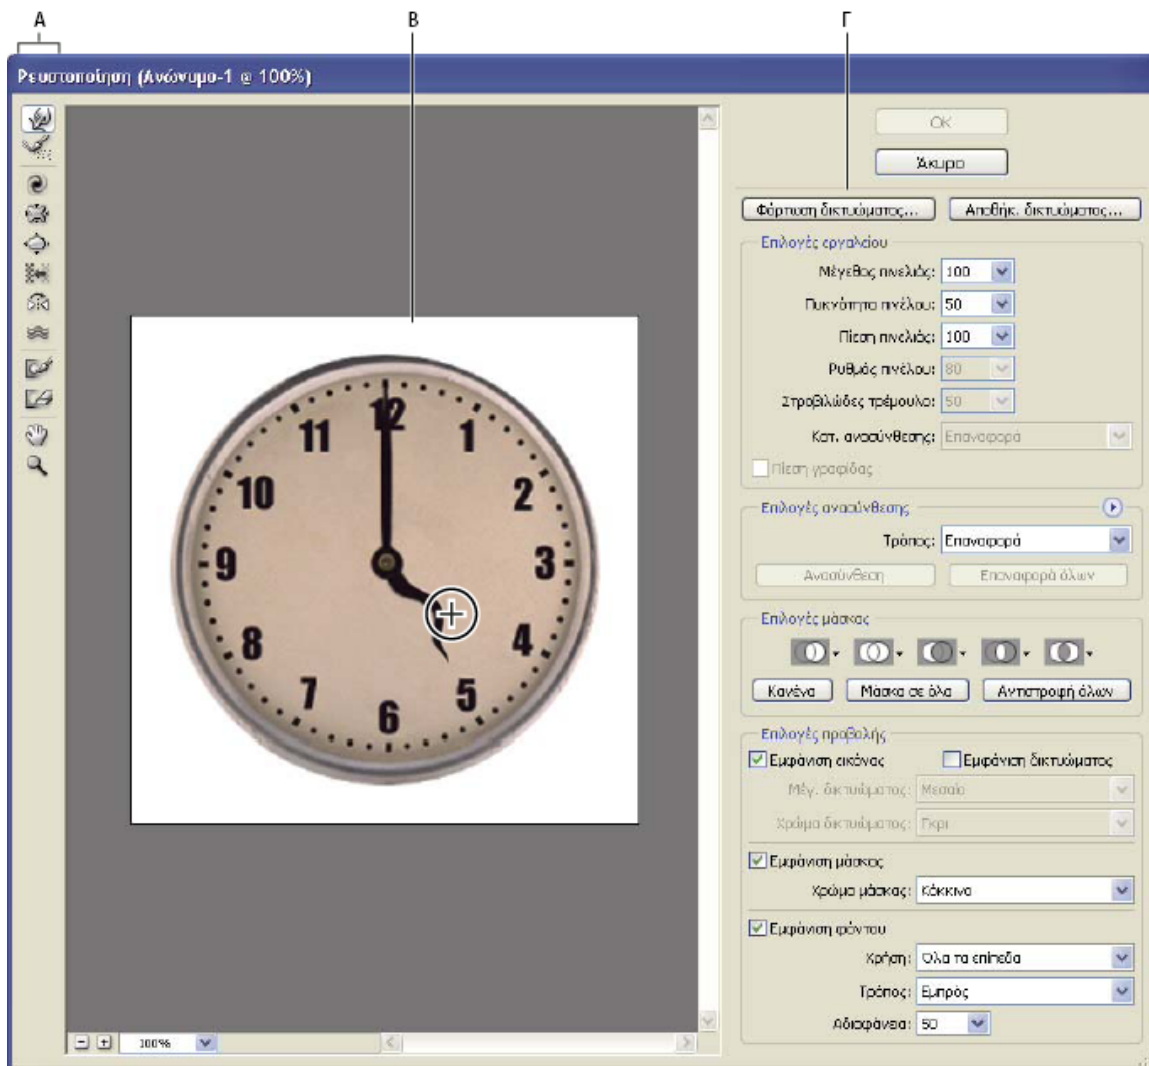 Α Β Γ
Ρευστοποίηση (Ανώνυμο-1 @ 100%)
OK
Άκυρο
Φόρτωση δικτυώματος... Αποθήκ. δικτυώματος...
Επιλογές εργαλείου
Μέγεθος πινελιάς: 100
Πυκνότητα πινέλου: 50
Πίεση πινελιάς: 100
Ρυθμός πινέλου: 80
Στροβιλώδες τρέμουλο: 50
Κατ. ανασύνθεσης: Επαναφορά
Πίεση γραφίδας
Επιλογές ανασύνθεσης
Τρόπος: Επαναφορά
Ανασύνθεση Επαναφορά όλων
Επιλογές μάσκας
Κανένα Μάσκα σε όλα Αντιστροφή όλων
Επιλογές προβολής
Εμφάνιση εικόνας Εμφάνιση δικτυώματος
Μέγ. δικτυώματος: Μεσαίο
Χρώμα δικτυώματος: Γκρι
Εμφάνιση μάσκας
Χρώμα μάσκας: Κόκκινο
Εμφάνιση φόντου
Χρήση: Όλα τα επίπεδα
Τρόπος: Εμπρός
Αδιαφάνεια: 50
12
11 1
10 2
9 3
8 4
7 5
6
100%